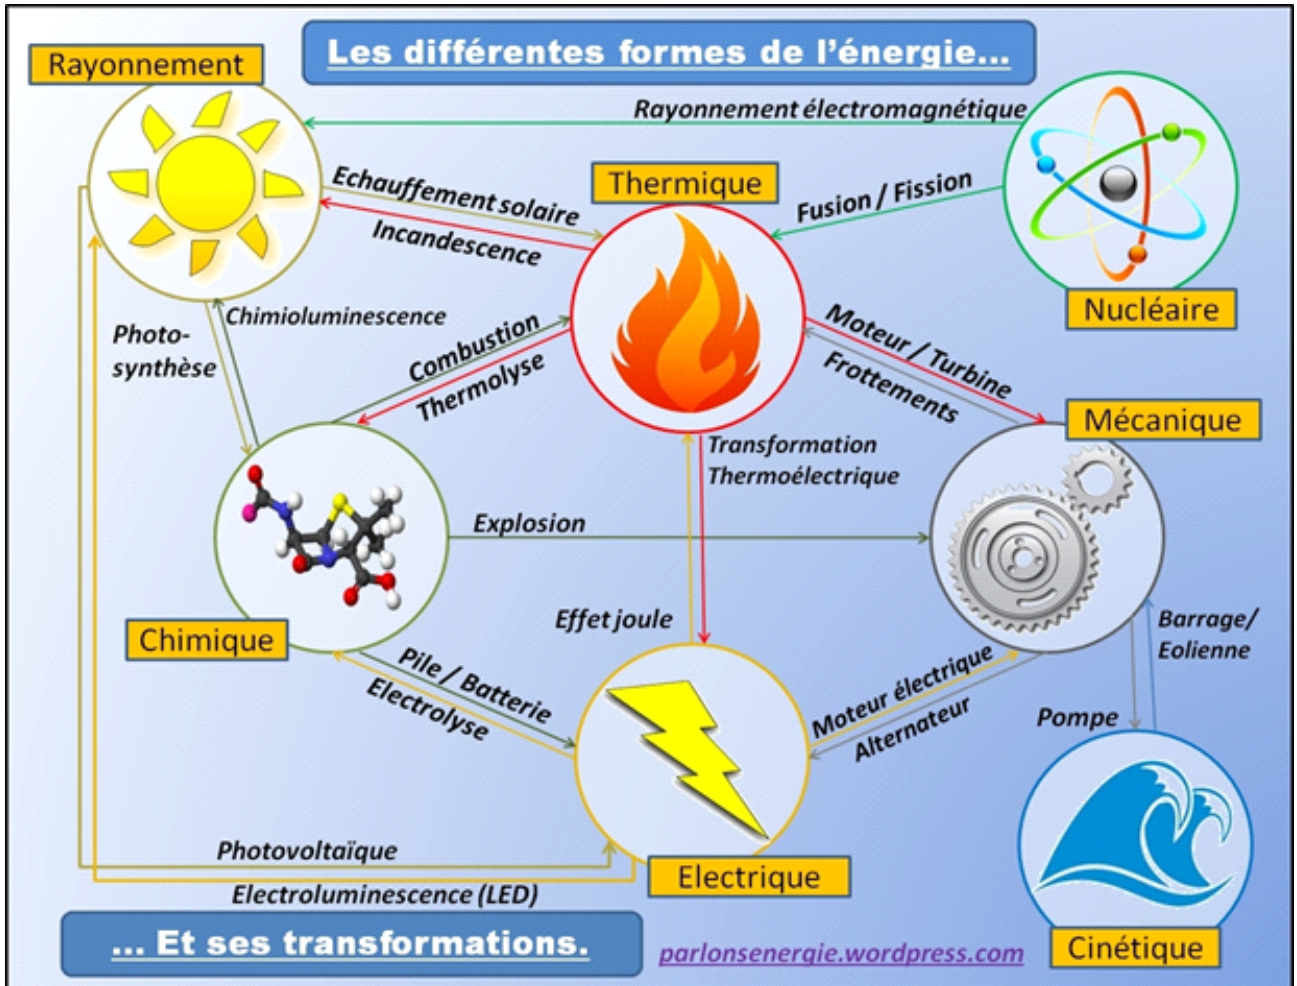 Les différentes formes de l'énergie...
Rayonnement
Rayonnement électromagnétique
Thermique
Echauffement solaire
Incandescence
Fusion / Fission
Nucléaire
Photo-
synthèse
Chimioluminescence
Combustion
Thermolyse
Moteur / Turbine
Frottements
Mécanique
Transformation
Thermoélectrique
Explosion
Effet joule
Chimique
Pile / Batterie
Electrolyse
Moteur électrique
Alternateur
Barrage/
Eolienne
Pompe
Photovoltaïque
Electroluminescence (LED)
Electrique
Cinétique
... Et ses transformations.
parlonsenergie.wordpress.com